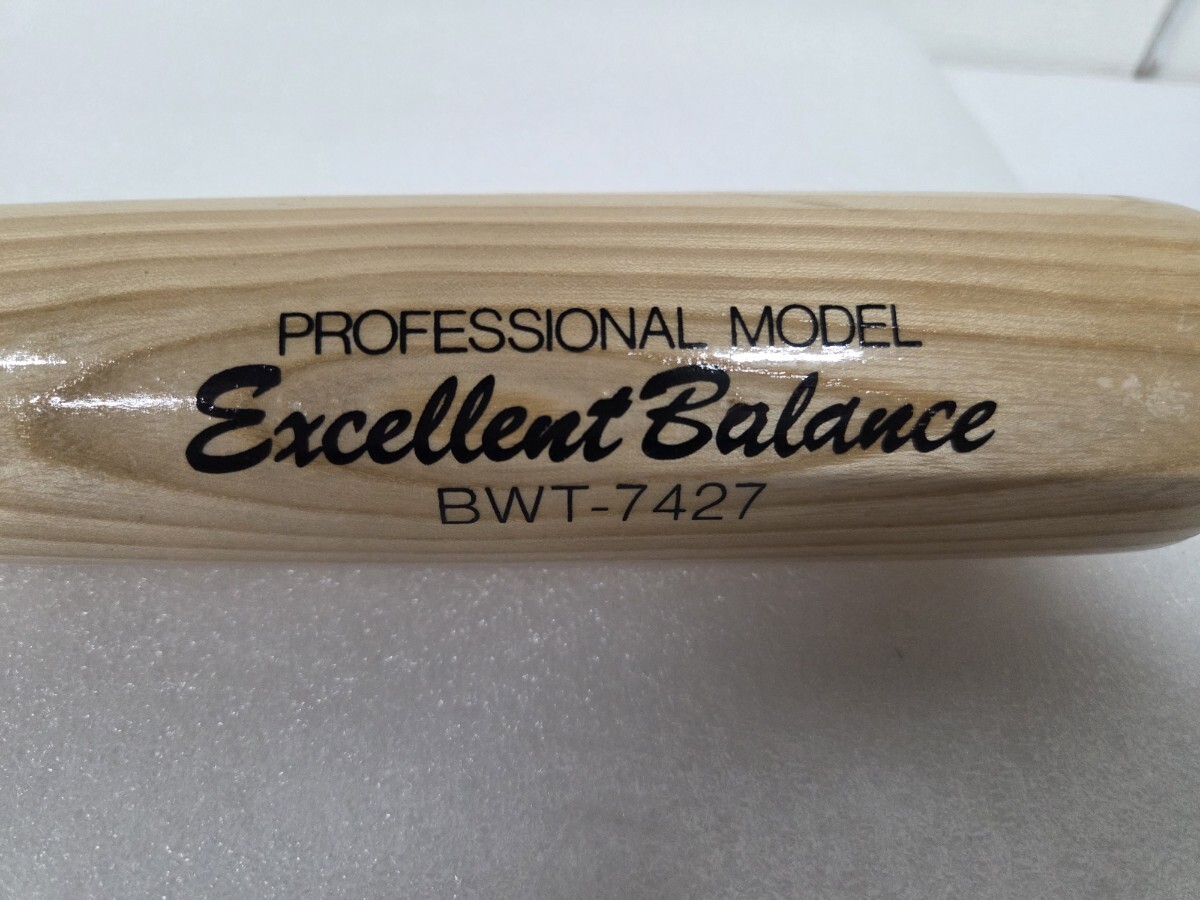 PROFESSIONAL MODEL
Excellent Balance
BWT-7427